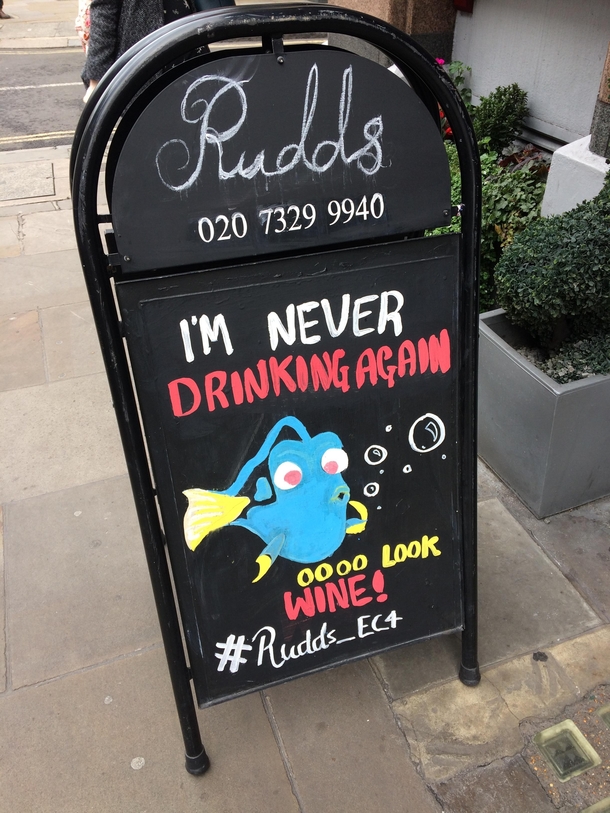 Rudds
020 7329 9940
I'M NEVER
DRINKING AGAIN
OOOO LOOK
WINE!
#Rudds_EC4